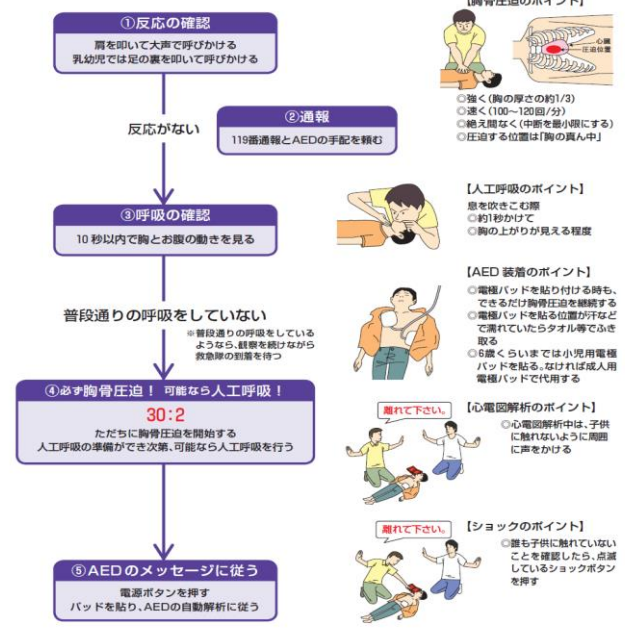 ①反応の確認
肩を叩いて大声で呼びかける
乳幼児では足の裏を叩いて呼びかける
反応がない
②通報
119番通報とAEDの手配を頼む
③呼吸の確認
10秒以内で胸とお腹の動きを見る
普段通りの呼吸をしていない
※普段通りの呼吸をしている
ようなら、観察を続けながら
救急隊の到着を待つ
④必ず胸骨圧迫！ 可能なら人工呼吸！
30:2
ただちに胸骨圧迫を開始する
人工呼吸の準備ができ次第、可能なら人工呼吸を行う
⑤AEDのメッセージに従う
電源ボタンを押す
パッドを貼り、AEDの自動解析に従う
【胸骨圧迫のポイント】
心臓
圧迫位置
◎強く(胸の厚さの約1/3)
◎速く(100～120回/分)
◎絶え間なく(中断を最小限にする)
◎圧迫する位置は「胸の真ん中」
【人工呼吸のポイント】
息を吹きこむ際
◎約1秒かけて
◎胸の上がりが見える程度
【AED 装着のポイント】
◎電極パッドを貼り付ける時も、
できるだけ胸骨圧迫を継続する
◎電極パッドを貼る位置が汗など
で濡れていたらタオル等でふき
取る
◎6歳くらいまでは小児用電極
パッドを貼る。なければ成人用
電極パッドで代用する
離れて下さい。
【心電図解析のポイント】
◎心電図解析中は、子供
に触れないように周囲
に声をかける
離れて下さい。
【ショックのポイント】
◎誰も子供に触れていない
ことを確認したら、点滅
しているショックボタン
を押す